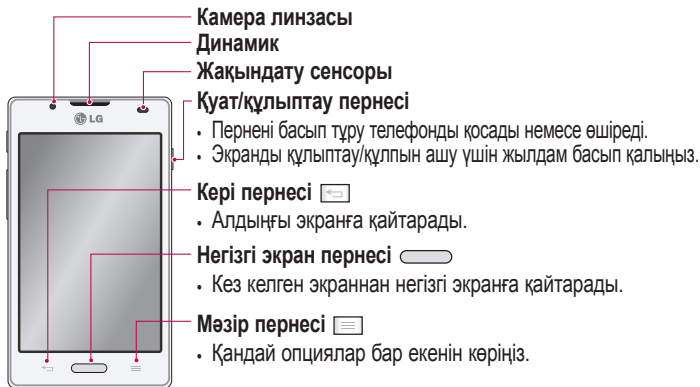 Камера линзасы
Динамик
Жақындату сенсоры
Қуат/құлыптау пернесі
• Пернені басып тұру телефонды қосады немесе өшіреді.
• Экранды құлыптау/құлпын ашу үшін жылдам басып қалыңыз.
Кері пернесі
• Алдыңғы экранға қайтарады.
Негізгі экран пернесі
• Кез келген экраннан негізгі экранға қайтарады.
Мәзір пернесі
• Қандай опциялар бар екенін көріңіз.
LG